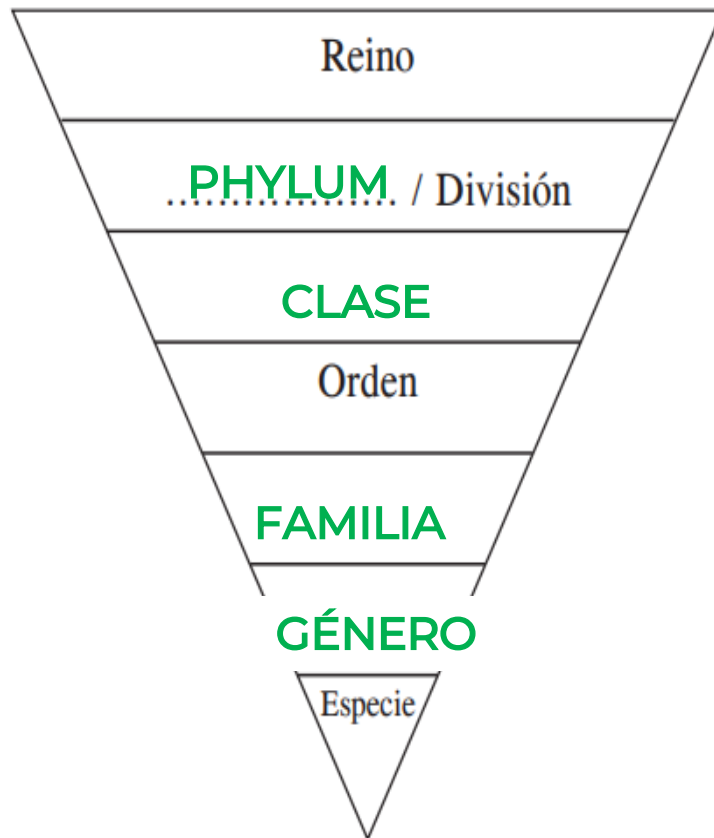 Reino
PHYLUM .................. / División
CLASE
Orden
FAMILIA
GÉNERO
Especie